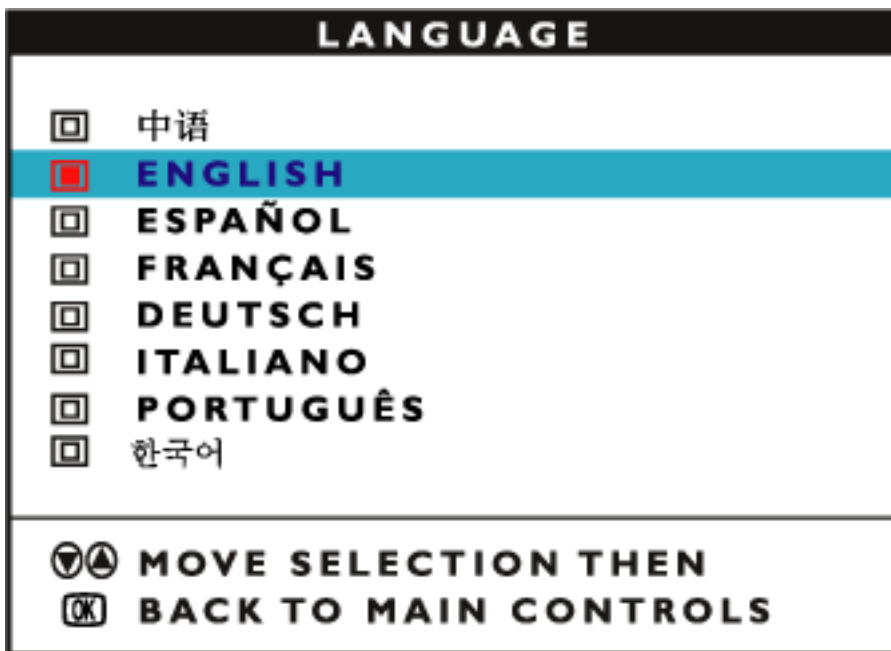 LANGUAGE
中语
ENGLISH
ESPAÑOL
FRANÇAIS
DEUTSCH
ITALIANO
PORTUGUÊS
한국어
MOVE SELECTION THEN
OK BACK TO MAIN CONTROLS